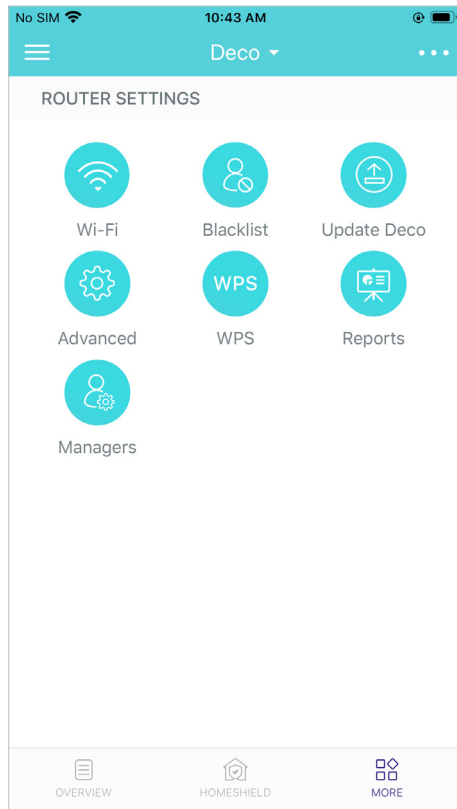 No SIM 10:43 AM
Deco
ROUTER SETTINGS
Wi-Fi Blacklist Update Deco
WPS
Advanced WPS Reports
Managers
OVERVIEW HOMESHIELD MORE